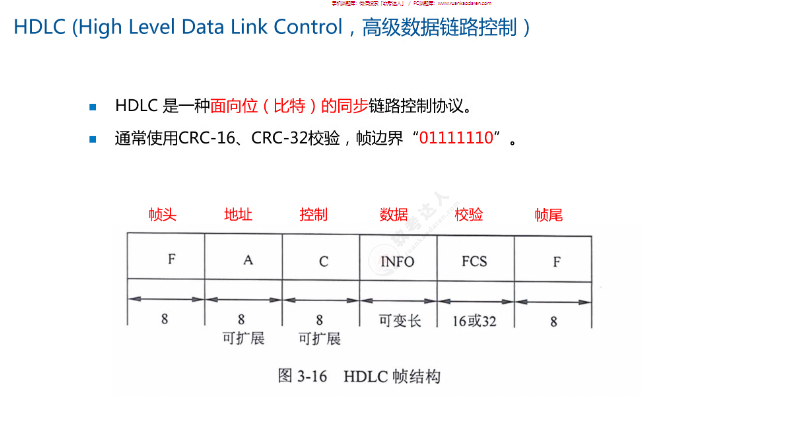 HDLC (High Level Data Link Control，高级数据链路控制）
HDLC 是一种面向位（比特）的同步链路控制协议。
通常使用CRC-16、CRC-32校验，帧边界“01111110”。
帧头 地址 控制 数据 校验 帧尾
F A C INFO FCS F
8 8 8 可变长 16或32 8
可扩展 可扩展
图 3-16 HDLC 帧结构
软考达人